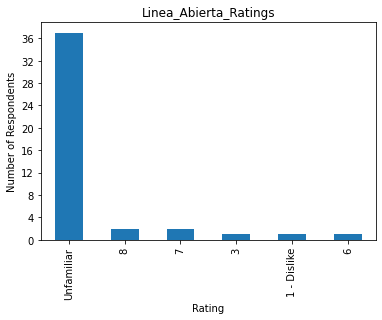 Linea_Abierta_Ratings
Number of Respondents
36
32
28
24
20
16
12
8
4
0
Unfamiliar
8
7
3
1 - Dislike
6
Rating